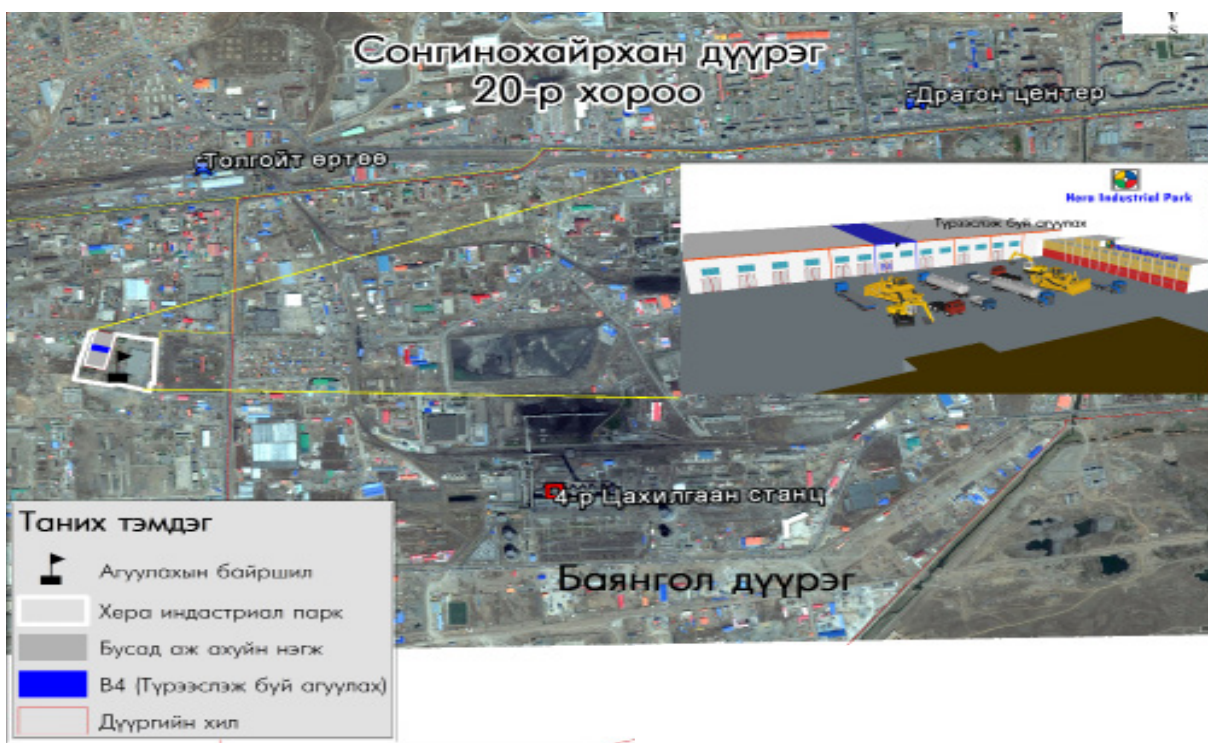 Сонгинохайрхан дүүрэг
20-р хороо
Драгон центер
Толгойт өртөө
Hera Industrial Park
Түрээслэж буй агуулах
4-р Цахилгаан станц
Баянгол дүүрэг
Таних тэмдэг
Агуулахын байршил
Хера индастриал парк
Бусад аж ахуйн нэгж
B4 (Түрээслэж буй агуулах)
Дүүргийн хил